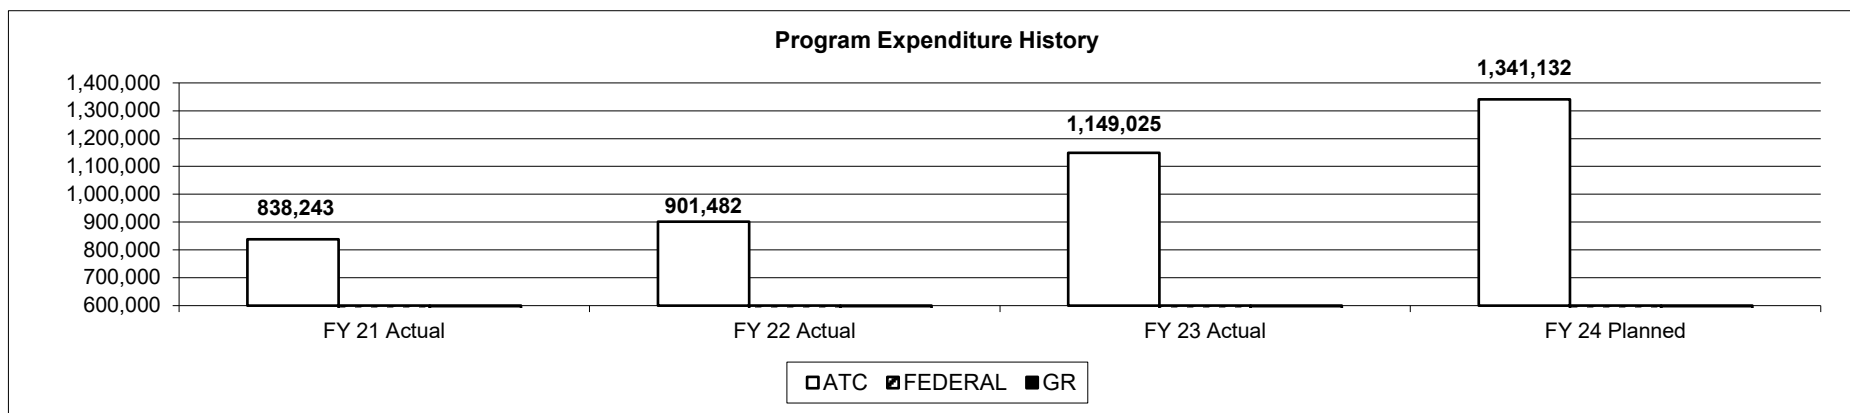 Program Expenditure History
1,400,000
1,300,000
1,200,000
1,100,000
1,000,000
900,000
800,000
700,000
600,000
838,243
901,482
1,149,025
1,341,132
FY 21 Actual
FY 22 Actual
FY 23 Actual
FY 24 Planned
ATC FEDERAL GR